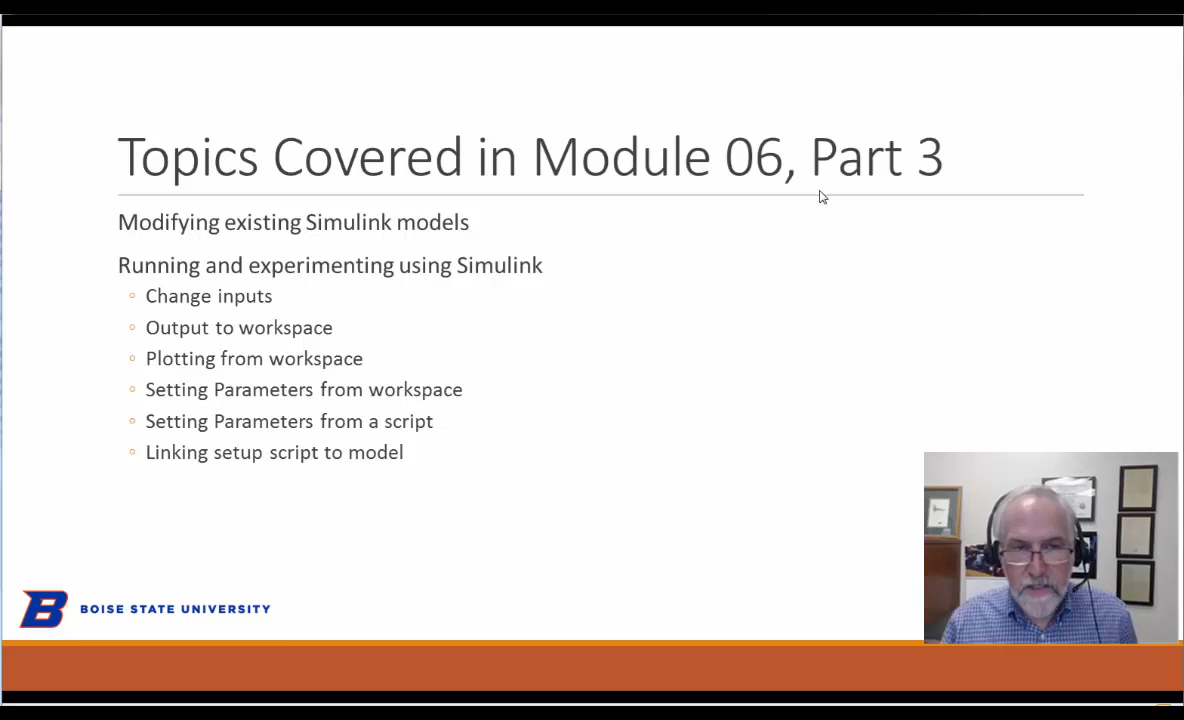 Topics Covered in Module 06, Part 3
Modifying existing Simulink models
Running and experimenting using Simulink
◦ Change inputs
◦ Output to workspace
◦ Plotting from workspace
◦ Setting Parameters from workspace
◦ Setting Parameters from a script
◦ Linking setup script to model
B BOISE STATE UNIVERSITY